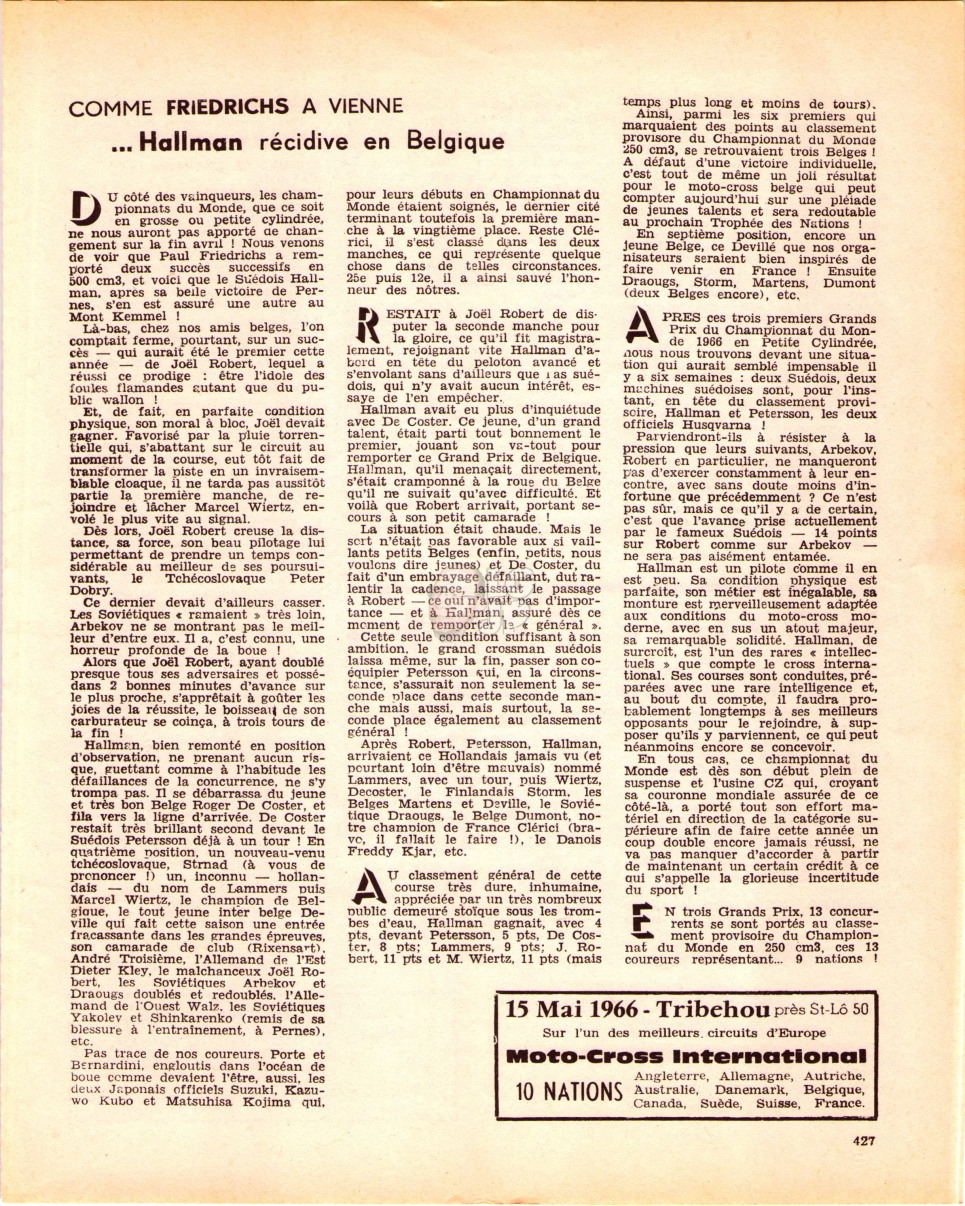 COMME FRIEDRICHS A VIENNE
... Hallman récidive en Belgique
DU côté des vainqueurs, les cham-
pionnats du Monde, que ce soit
en grosse ou petite cylindrée,
ne nous auront pas apporté de chan-
gement sur la fin avril ! Nous venons
de voir que Paul Friedrichs a rem-
porté deux succès successifs en
500 cm3, et voici que le Suédois Hall-
man, après sa belle victoire de Per-
nes, s'en est assuré une autre au
Mont Kemmel !
Là-bas, chez nos amis belges, l'on
comptait ferme, pourtant, sur un suc-
cès — qui aurait été le premier cette
année — de Joël Robert, lequel a
réussi ce prodige : être l'idole des
foules flamandes autant que du pu-
blic wallon !
Et, de fait, en parfaite condition
physique, son moral à bloc, Joël devait
gagner. Favorisé par la pluie torren-
tielle qui, s'abattant sur le circuit au
moment de la course, eut tôt fait de
transformer la piste en un invraisem-
blable cloaque, il ne tarda pas aussitôt
partie la première manche, de re-
joindre et lâcher Marcel Wiertz, en-
volé le plus vite au signal.
Dès lors, Joël Robert creuse la dis-
tance, sa force, son beau pilotage lui
permettant de prendre un temps con-
sidérable au meilleur de ses poursui-
vants, le Tchécoslovaque Peter
Dobry.
Ce dernier devait d'ailleurs casser.
Les Soviétiques « ramaient » très loin,
Arbekov ne se montrant pas le meil-
leur d'entre eux. Il a, c'est connu, une
horreur profonde de la boue !
Alors que Joël Robert, ayant doublé
presque tous ses adversaires et possé-
dans 2 bonnes minutes d'avance sur
le plus proche, s'apprêtait à goûter les
joies de la réussite, le boisseau de son
carburateur se coinça, à trois tours de
la fin !
Hallman, bien remonté en position
d'observation, ne prenant aucun ris-
que, guettant comme à l'habitude les
défaillances de la concurrence, ne s'y
trompa pas. Il se débarrassa du jeune
et très bon Belge Roger De Coster, et
fila vers la ligne d'arrivée. De Coster
restait très brillant second devant le
Suédois Petersson déjà à un tour ! En
quatrième position, un nouveau-venu
tchécoslovaque, Strnad (à vous de
prononcer !) un, inconnu — hollan-
dais — du nom de Lammers puis
Marcel Wiertz, le champion de Bel-
gique, le tout jeune inter belge De-
ville qui fait cette saison une entrée
fracassante dans les grandes épreuves,
son camarade de club (Rixensart),
André Troisième, l'Allemand de l'Est
Dieter Kley, le malchanceux Joël Ro-
bert, les Soviétiques Arbekov et
Draougs doublés et redoublés, l'Alle-
mand de l'Ouest Walz, les Soviétiques
Yakolev et Shinkarenko (remis de sa
blessure à l'entraînement, à Pernes),
etc.
Pas trace de nos coureurs. Porte et
Bernardini, engloutis dans l'océan de
boue comme devaient l'être, aussi, les
deux Japonais officiels Suzuki, Kazu-
wo Kubo et Matsuhisa Kojima qui,
pour leurs débuts en Championnat du
Monde étaient soignés, le dernier cité
terminant toutefois la première man-
che à la vingtième place. Reste Clé-
rici, il s'est classé dans les deux
manches, ce qui représente quelque
chose dans de telles circonstances.
25e puis 12e, il a ainsi sauvé l'hon-
neur des nôtres.
RESTAIT à Joël Robert de dis-
puter la seconde manche pour
la gloire, ce qu'il fit magistra-
lement, rejoignant vite Hallman d'a-
bord en tête du peloton avancé et
s'envolant sans d'ailleurs que las sué-
dois, qui n'y avait aucun intérêt, es-
saye de l'en empêcher.
Hallman avait eu plus d'inquiétude
avec De Coster. Ce jeune, d'un grand
talent, était parti tout bonnement le
premier, jouant son va-tout pour
remporter ce Grand Prix de Belgique.
Hallman, qu'il menaçait directement,
s'était cramponné à la roue du Belge
qu'il ne suivait qu'avec difficulté. Et
voilà que Robert arrivait, portant se-
cours à son petit camarade !
La situation était chaude. Mais le
sort n'était pas favorable aux si vail-
lants petits Belges (enfin, petits, nous
voulons dire jeunes) et De Coster, du
fait d'un embrayage défaillant, dut ra-
lentir la cadence, laissant le passage
à Robert — ce qui n'avait pas d'impor-
tance — et à Hallman, assuré dès ce
moment de remporter le « général ».
Cette seule condition suffisant à son
ambition, le grand crossman suédois
laissa même, sur la fin, passer son co-
équipier Petersson qui, en la circons-
tance, s'assurait non seulement la se-
conde place dans cette seconde man-
che mais aussi, mais surtout, la se-
conde place également au classement
général !
Après Robert, Petersson, Hallman,
arrivaient ce Hollandais jamais vu (et
pourtant loin d'être mauvais) nommé
Lammers, avec un tour, puis Wiertz,
Decoster, le Finlandais Storm, les
Belges Martens et Deville, le Sovié-
tique Draougs, le Belge Dumont, no-
tre champion de France Clérici (bra-
vo, il fallait le faire !), le Danois
Freddy Kjar, etc.
AU classement général de cette
course très dure, inhumaine,
appréciée par un très nombreux
public demeuré stoïque sous les trom-
bes d'eau, Hallman gagnait, avec 4
pts, devant Petersson, 5 pts, De Cos-
ter, 8 pts; Lammers, 9 pts; J. Ro-
bert, 11 pts et M. Wiertz, 11 pts (mais
temps plus long et moins de tours).
Ainsi, parmi les six premiers qui
marquaient des points au classement
provisore du Championnat du Monde
250 cm3, se retrouvaient trois Belges !
A défaut d'une victoire individuelle,
c'est tout de même un joli résultat
pour le moto-cross belge qui peut
compter aujourd'hui sur une pléiade
de jeunes talents et sera redoutable
au prochain Trophée des Nations !
En septième position, encore un
jeune Belge, ce Devillé que nos orga-
nisateurs seraient bien inspirés de
faire venir en France ! Ensuite
Draougs, Storm, Martens, Dumont
(deux Belges encore), etc.
APRES ces trois premiers Grands
Prix du Championnat du Mon-
de 1966 en Petite Cylindrée,
nous nous trouvons devant une situa-
tion qui aurait semblé impensable il
y a six semaines : deux Suédois, deux
machines suédoises sont, pour l'ins-
tant, en tête du classement provi-
soire, Hallman et Petersson, les deux
officiels Husqvarna !
Parviendront-ils à résister à la
pression que leurs suivants, Arbekov,
Robert en particulier, ne manqueront
pas d'exercer constamment à leur en-
contre, avec sans doute moins d'in-
fortune que précédemment ? Ce n'est
pas sûr, mais ce qu'il y a de certain,
c'est que l'avance prise actuellement
par le fameux Suédois — 14 points
sur Robert comme sur Arbekov —
ne sera pas aisément entamée.
Hallman est un pilote comme il en
est peu. Sa condition physique est
parfaite, son métier est inégalable, sa
monture est merveilleusement adaptée
aux conditions du moto-cross mo-
derne, avec en sus un atout majeur,
sa remarquable solidité. Hallman, de
surcroît, est l'un des rares « intellec-
tuels » que compte le cross interna-
tional. Ses courses sont conduites, pré-
parées avec une rare intelligence et,
au bout du compte, il faudra pro-
bablement longtemps à ses meilleurs
opposants pour le rejoindre, à sup-
poser qu'ils y parviennent, ce qui peut
néanmoins encore se concevoir.
En tous cas, ce championnat du
Monde est dès son début plein de
suspense et l'usine CZ qui, croyant
sa couronne mondiale assurée de ce
côté-là, a porté tout son effort ma-
tériel en direction de la catégorie su-
périeure afin de faire cette année un
coup double encore jamais réussi, ne
va pas manquer d'accorder à partir
de maintenant un certain crédit à ce
qui s'appelle la glorieuse incertitude
du sport !
EN trois Grands Prix, 13 concur-
rents se sont portés au classe-
ment provisoire du Champion-
nat du Monde en 250 cm3, ces 13
coureurs représentant... 9 nations !
15 Mai 1966 - Tribehou près St-Lô 50
Sur l'un des meilleurs circuits d'Europe
Moto-Cross International
10 NATIONS
Angleterre, Allemagne, Autriche,
Australie, Danemark, Belgique,
Canada, Suède, Suisse, France.
427